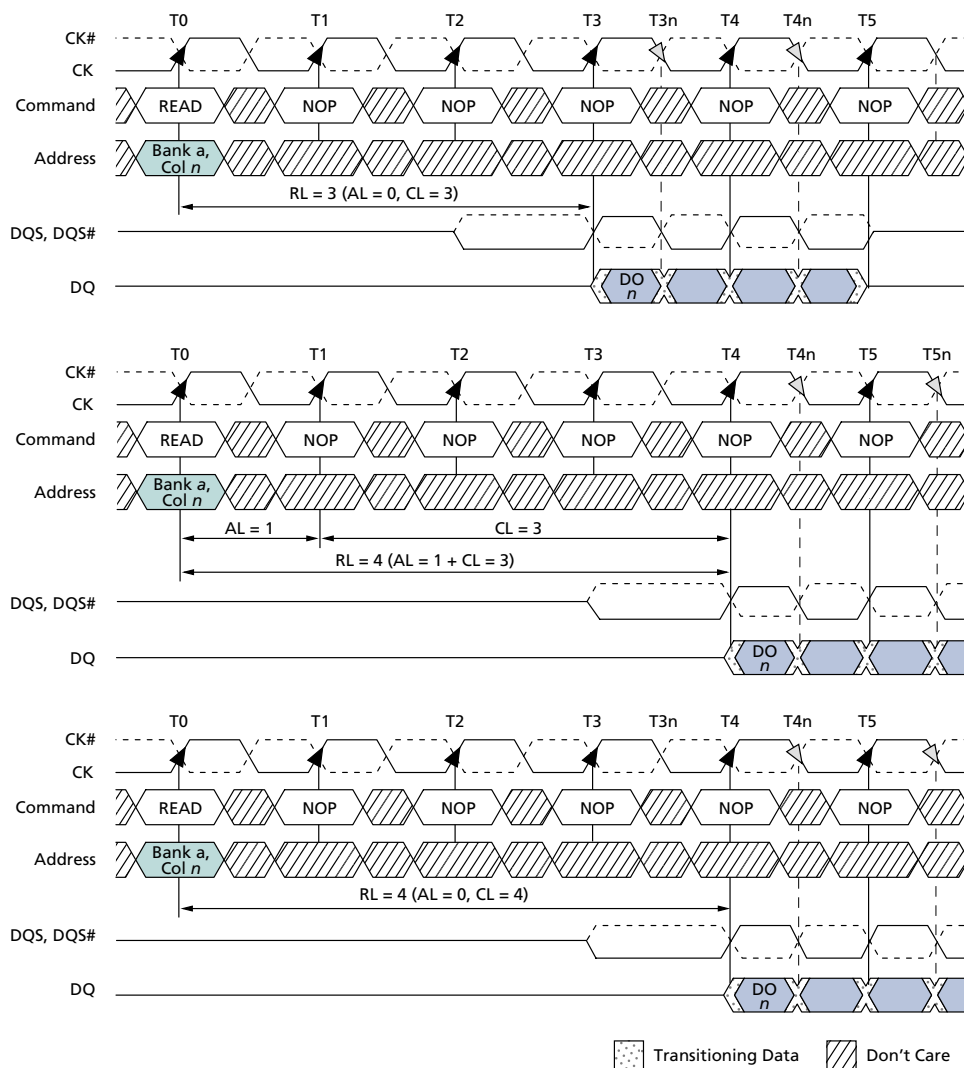 T0 T1 T2 T3 T3n T4 T4n T5
CK#
CK
Command READ NOP NOP NOP NOP NOP
Address Bank a,
Col n
RL = 3 (AL = 0, CL = 3)
DQS, DQS#
DQ DO
n
T0 T1 T2 T3 T4 T4n T5 T5n
CK#
CK
Command READ NOP NOP NOP NOP NOP
Address Bank a,
Col n
AL = 1 CL = 3
RL = 4 (AL = 1 + CL = 3)
DQS, DQS#
DQ DO
n
T0 T1 T2 T3 T3n T4 T4n T5
CK#
CK
Command READ NOP NOP NOP NOP NOP
Address Bank a,
Col n
RL = 4 (AL = 0, CL = 4)
DQS, DQS#
DQ DO
n
Transitioning Data Don't Care